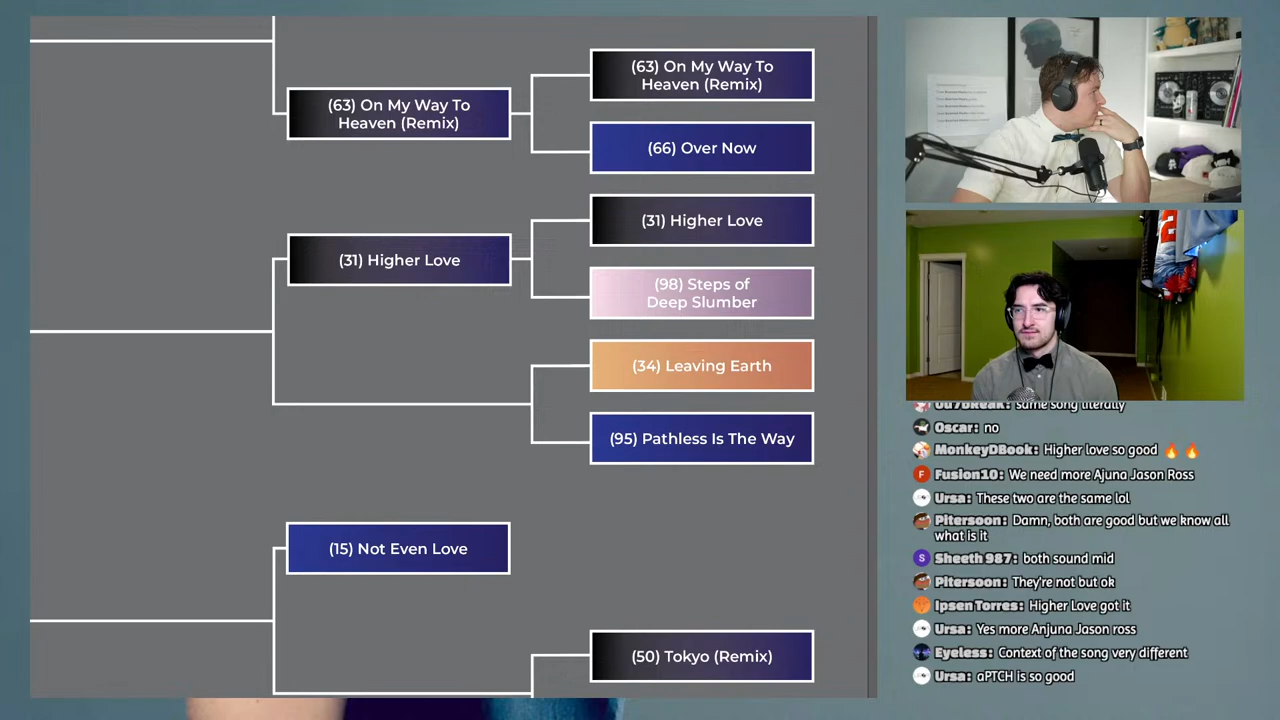 (63) On My Way To
Heaven (Remix)
(66) Over Now
(63) On My Way To
Heaven (Remix)
(31) Higher Love
(98) Steps of
Deep Slumber
(31) Higher Love
(34) Leaving Earth
(95) Pathless Is The Way
(15) Not Even Love
(50) Tokyo (Remix)
same song literally
Oscar: no
MonkeyDBook: Higher love so good 🔥 🔥
F Fusion10: We need more Ajuna Jason Ross
Ursa: These two are the same lol
Pitersoon: Damn, both are good but we know all
what is it
S Sheeth 987: both sound mid
Pitersoon: They're not but ok
Ipsen Torres: Higher Love got it
Ursa: Yes more Anjuna Jason ross
Eyeless: Context of the song very different
Ursa: aPTCH is so good